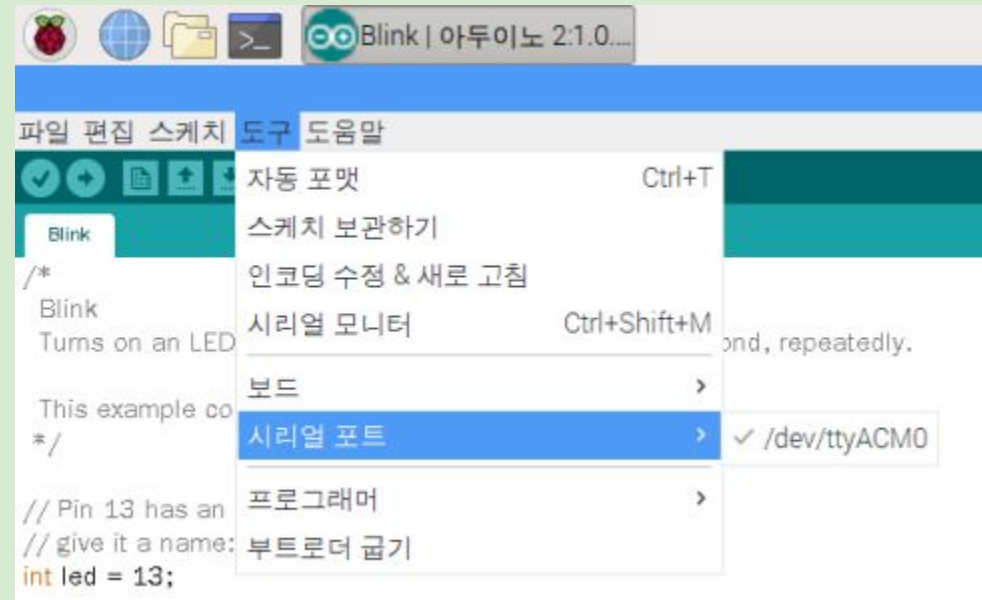 Blink | 아두이노 2:1.0....
파일 편집 스케치 도구 도움말
자동 포맷 Ctrl+T
스케치 보관하기
인코딩 수정 & 새로 고침
시리얼 모니터 Ctrl+Shift+M
보드
시리얼 포트
✓ /dev/ttyACM0
프로그래머
부트로더 굽기
Blink
/*
Blink
Turns on an LED ond, repeatedly.
This example co
*/
// Pin 13 has an
// give it a name:
int led = 13;